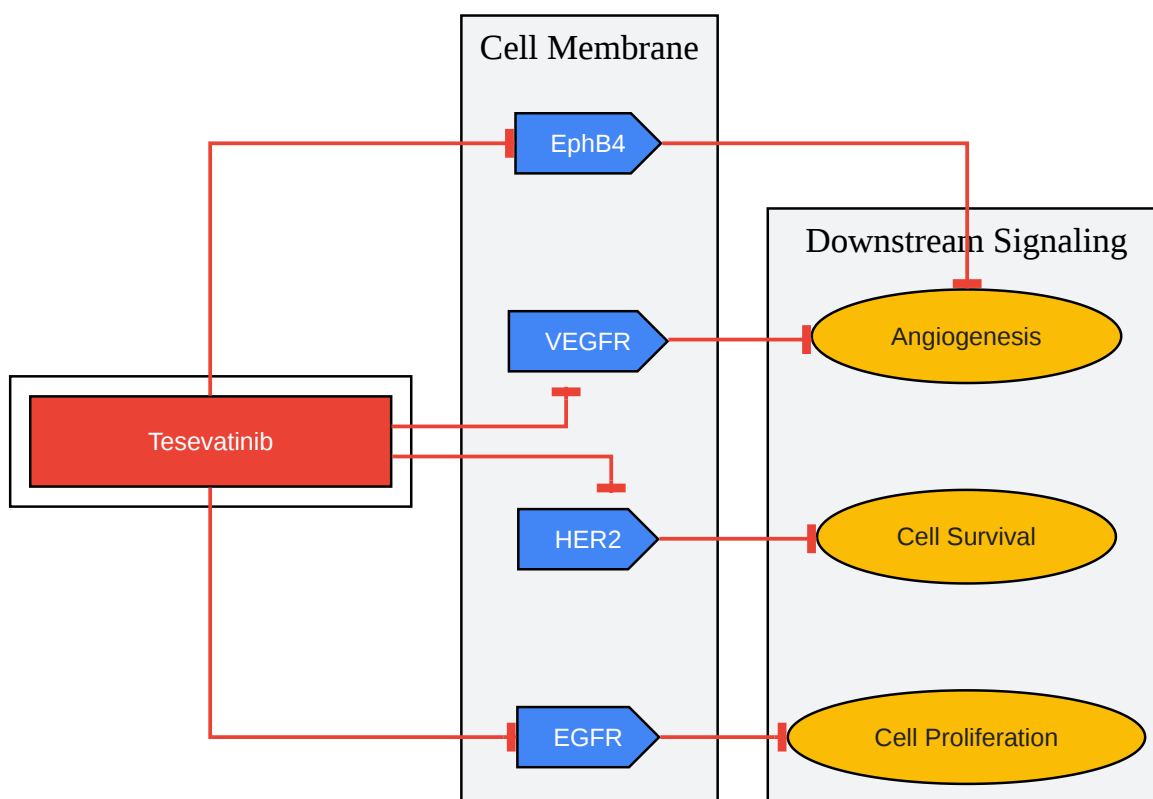 Cell Membrane
EphB4
Downstream Signaling
VEGFR
Angiogenesis
Tesevatinib
HER2
Cell Survival
EGFR
Cell Proliferation